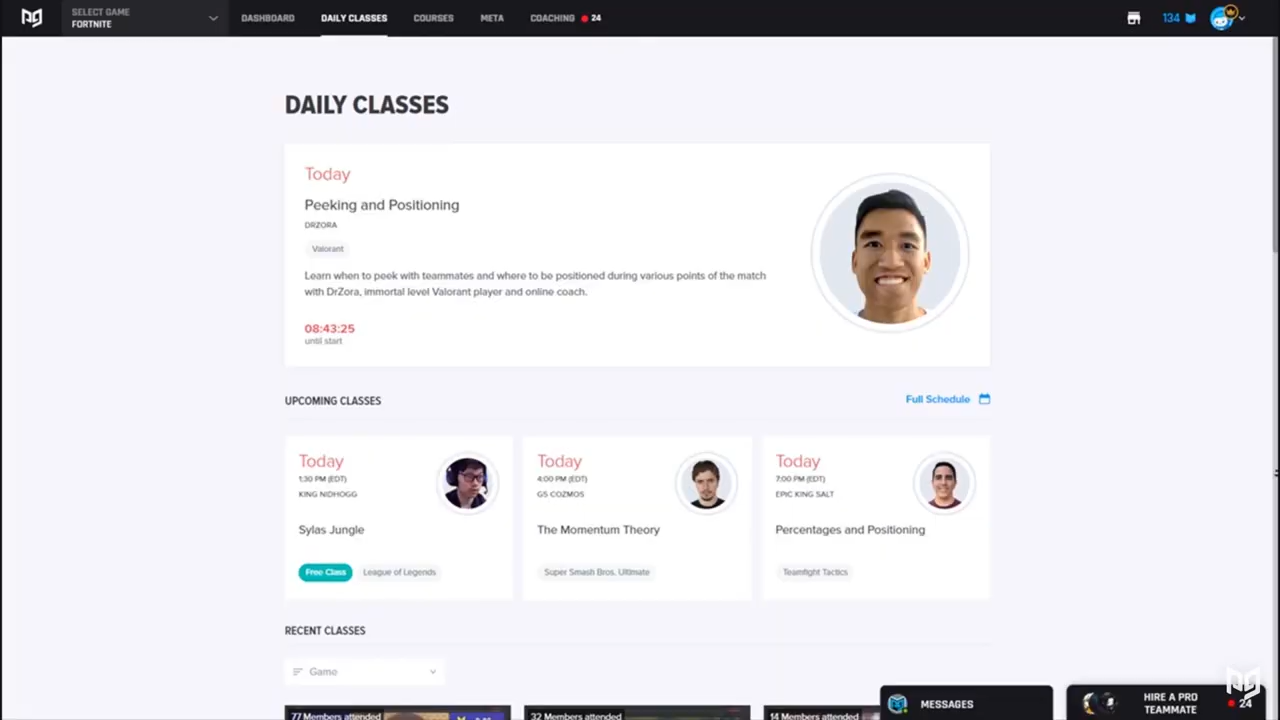 SELECT GAME
FORTNITE
DASHBOARD
DAILY CLASSES
COURSES
META
COACHING 24
134
DAILY CLASSES
Today
Peeking and Positioning
DRZORA
Valorant
Learn when to peek with teammates and where to be positioned during various points of the match
with DrZora, immortal level Valorant player and online coach.
08:43:25
until start
UPCOMING CLASSES
Full Schedule
Today
1:30 PM (EDT)
KING NIDHOGG
Sylas Jungle
Free Class
League of Legends
Today
4:00 PM (EDT)
GS COZMOS
The Momentum Theory
Super Smash Bros. Ultimate
Today
7:00 PM (EDT)
EPIC KING SALT
Percentages and Positioning
Teamfight Tactics
RECENT CLASSES
Game
77 Members attended
32 Members attended
14 Members attended
MESSAGES
HIRE A PRO
TEAMMATE
24